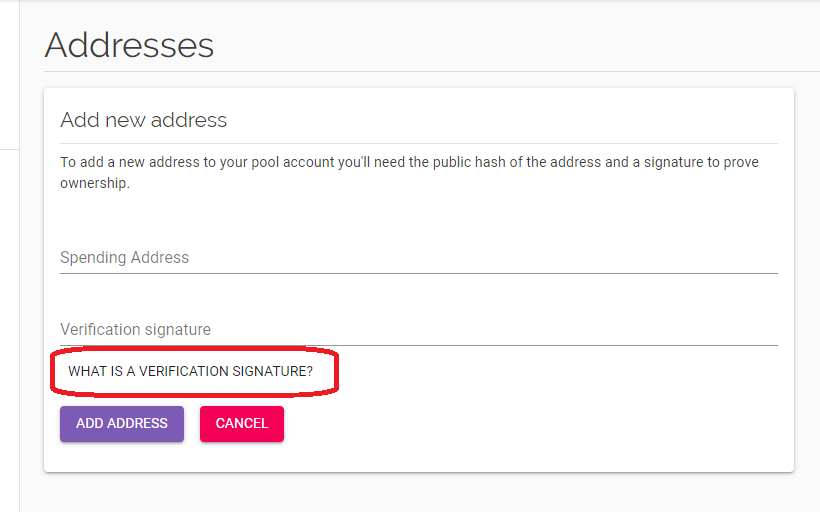 Addresses
Add new address
To add a new address to your pool account you'll need the public hash of the address and a signature to prove
ownership.
Spending Address
Verification signature
WHAT IS A VERIFICATION SIGNATURE?
ADD ADDRESS CANCEL